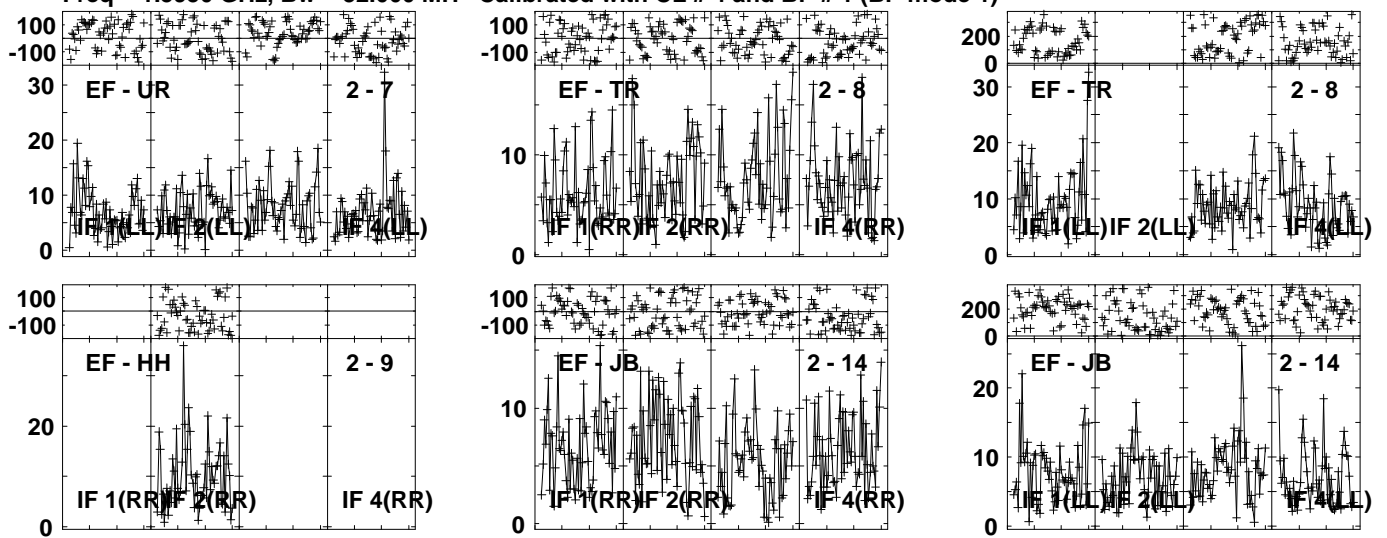 100
-100
30
20
10
0
EF - UR 2 - 7
IF 1(LL) IF 2(LL) IF 4(LL)
10
0
EF - TR 2 - 8
IF 1(RR) IF 2(RR) IF 4(RR)
100
-100
200
0
30
20
10
0
EF - TR 2 - 8
IF 1(LL) IF 2(LL) IF 4(LL)
100
-100
20
0
EF - HH 2 - 9
IF 1(RR) IF 2(RR) IF 4(RR)
100
-100
10
0
EF - JB 2 - 14
IF 1(RR) IF 2(RR) IF 4(RR)
200
0
20
10
0
EF - JB 2 - 14
IF 1(LL) IF 2(LL) IF 4(LL)